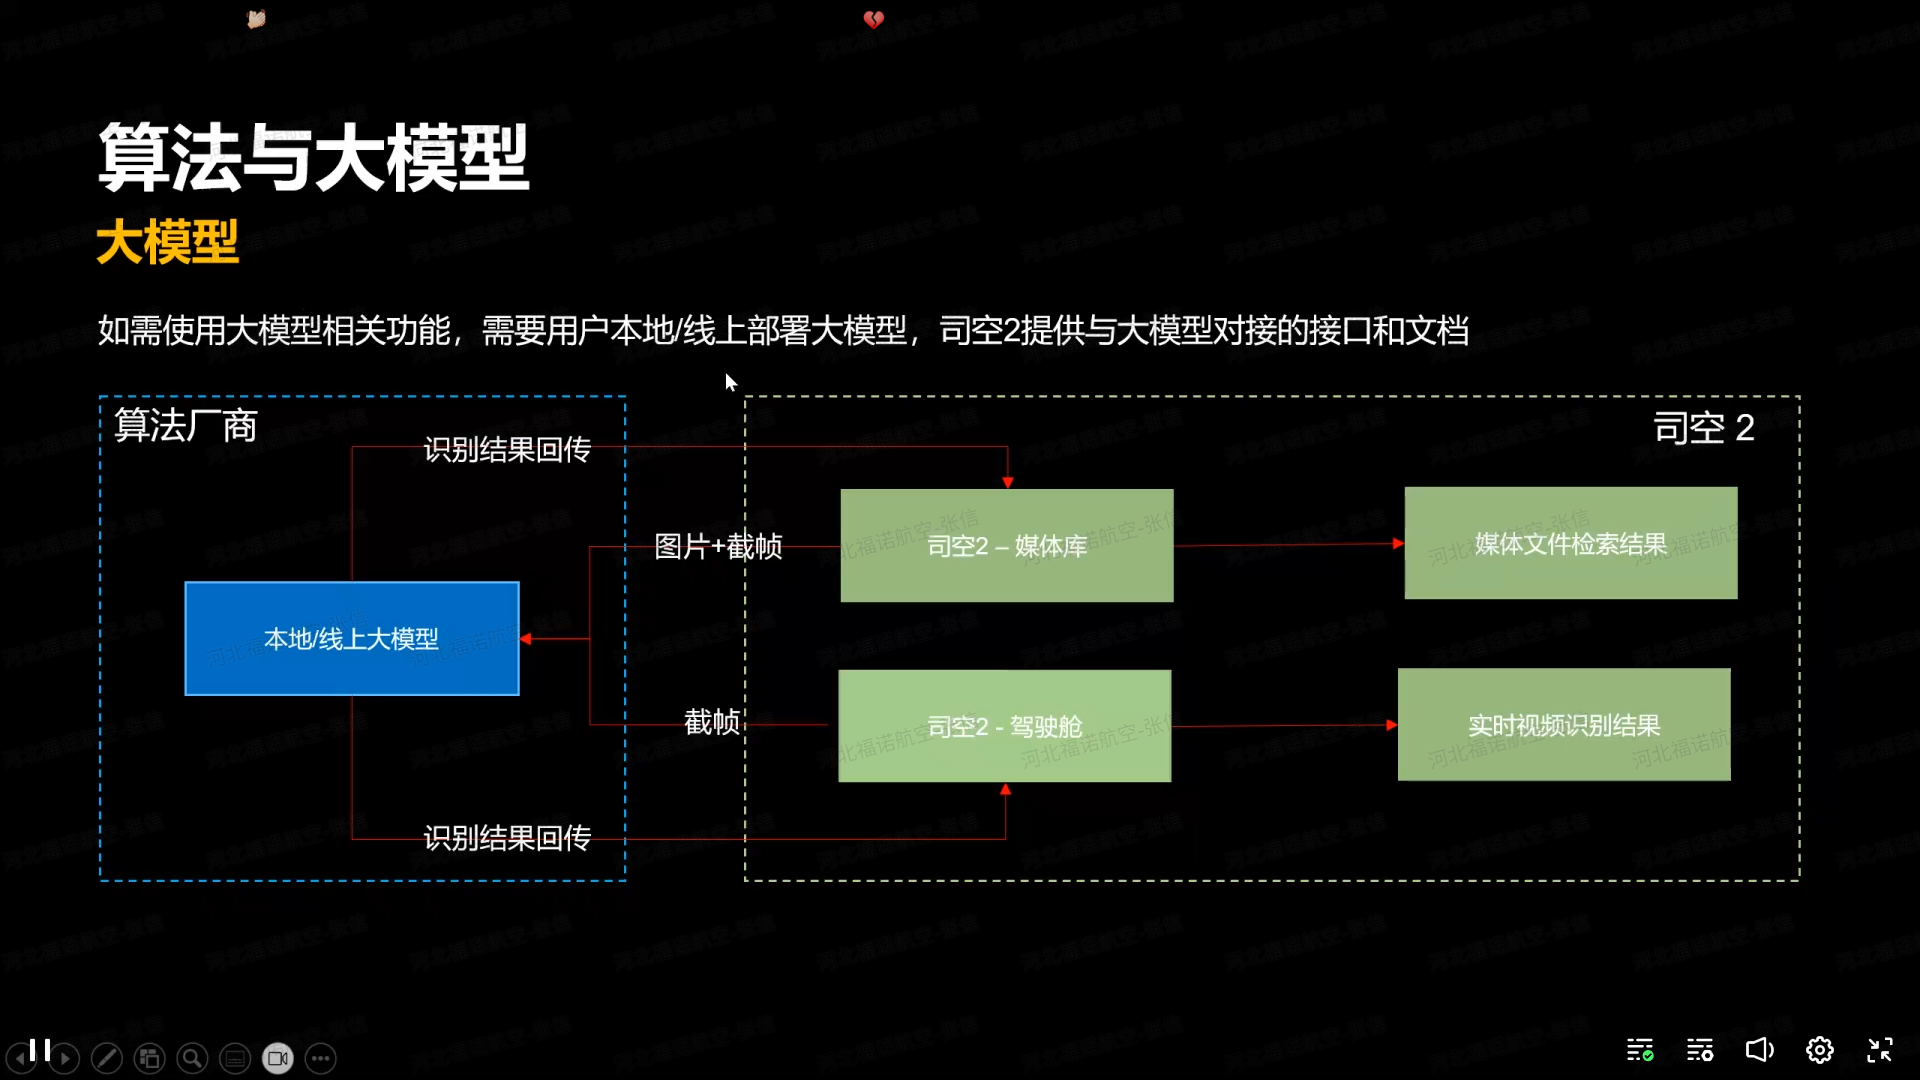 算法与大模型
大模型
如需使用大模型相关功能，需要用户本地/线上部署大模型，司空2提供与大模型对接的接口和文档
算法厂商
司空 2
识别结果回传
图片+截帧
司空2 – 媒体库
媒体文件检索结果
本地/线上大模型
截帧
司空2 - 驾驶舱
实时视频识别结果
识别结果回传
河北福诺航空-张信